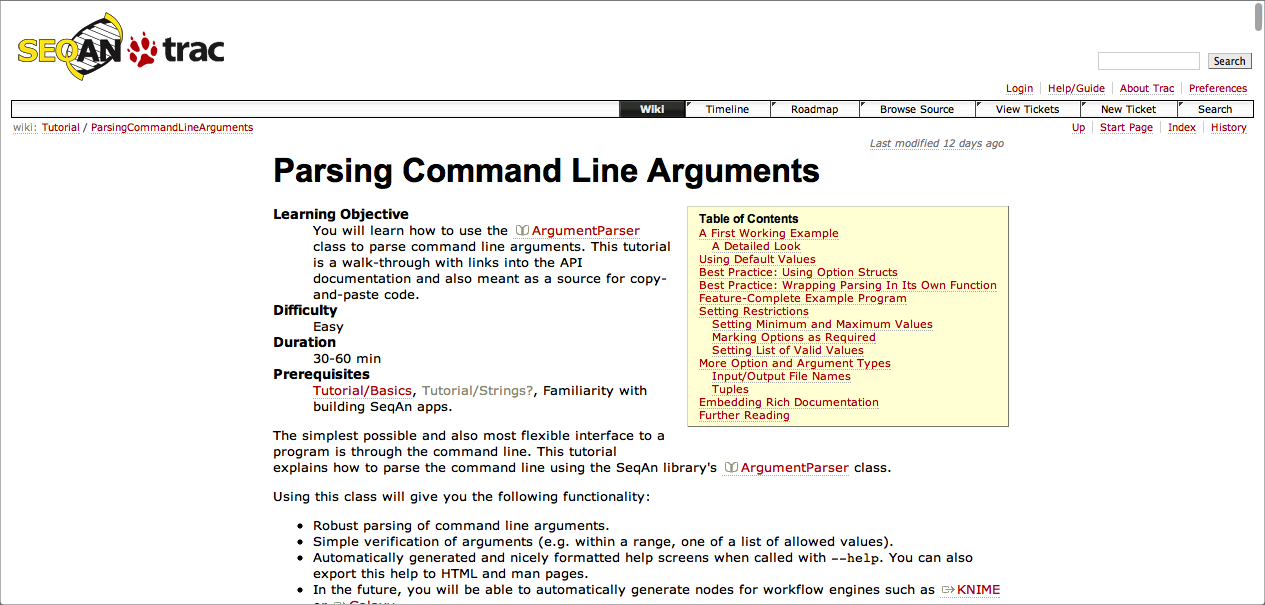 SEQAN trac
Search
Login Help/Guide About Trac Preferences
Wiki Timeline Roadmap Browse Source View Tickets New Ticket Search
wiki: Tutorial / ParsingCommandLineArguments
Up Start Page Index History
Last modified 12 days ago
Parsing Command Line Arguments
Learning Objective
You will learn how to use the ArgumentParser
class to parse command line arguments. This tutorial
is a walk-through with links into the API
documentation and also meant as a source for copy-
and-paste code.
Difficulty
Easy
Duration
30-60 min
Prerequisites
Tutorial/Basics, Tutorial/Strings?, Familiarity with
building SeqAn apps.
Table of Contents
A First Working Example
A Detailed Look
Using Default Values
Best Practice: Using Option Structs
Best Practice: Wrapping Parsing In Its Own Function
Feature-Complete Example Program
Setting Restrictions
Setting Minimum and Maximum Values
Marking Options as Required
Setting List of Valid Values
More Option and Argument Types
Input/Output File Names
Tuples
Embedding Rich Documentation
Further Reading
The simplest possible and also most flexible interface to a
program is through the command line. This tutorial
explains how to parse the command line using the SeqAn library's ArgumentParser class.
Using this class will give you the following functionality:
• Robust parsing of command line arguments.
• Simple verification of arguments (e.g. within a range, one of a list of allowed values).
• Automatically generated and nicely formatted help screens when called with --help. You can also
export this help to HTML and man pages.
• In the future, you will be able to automatically generate nodes for workflow engines such as KNIME
or Galaxy.